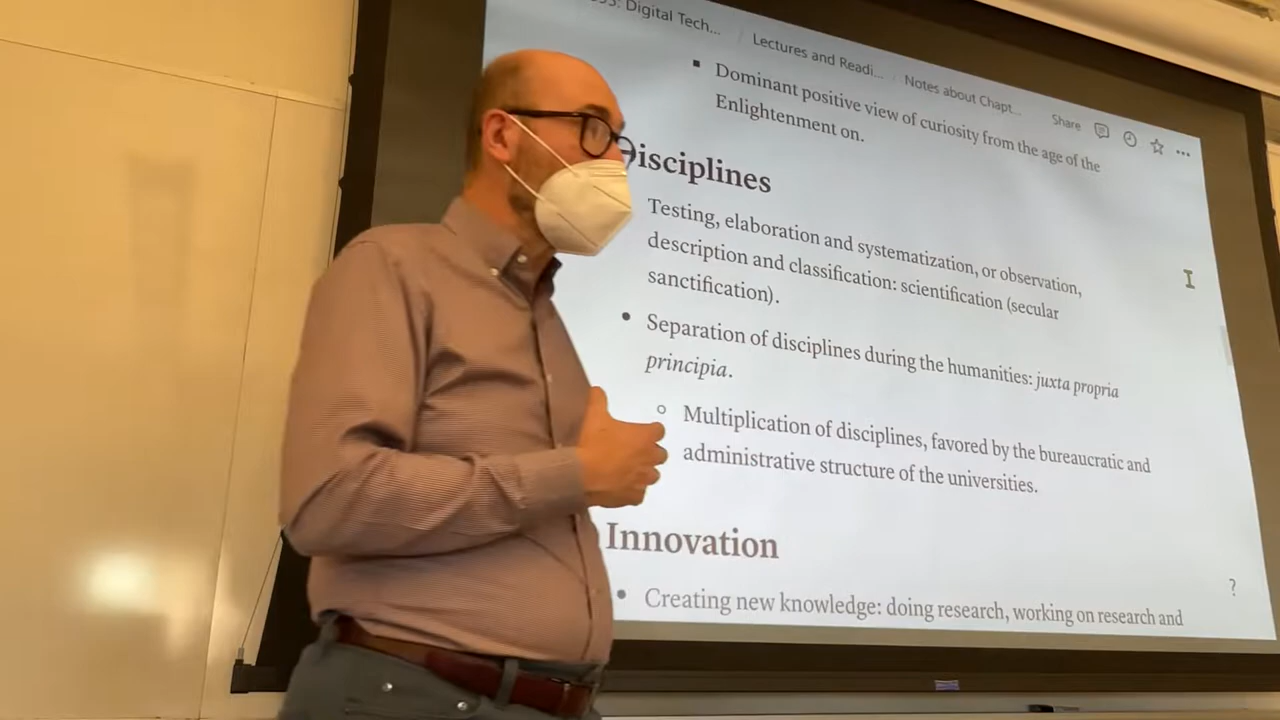 Digital Tech... / Lectures and Readi... / Notes about Chapt...
Share
Dominant positive view of curiosity from the age of the
Enlightenment on.
Disciplines
Testing, elaboration and systematization, or observation,
description and classification: scientification (secular
sanctification).
Separation of disciplines during the humanities: juxta propria
principia.
Multiplication of disciplines, favored by the bureaucratic and
administrative structure of the universities.
Innovation
Creating new knowledge: doing research, working on research and
?